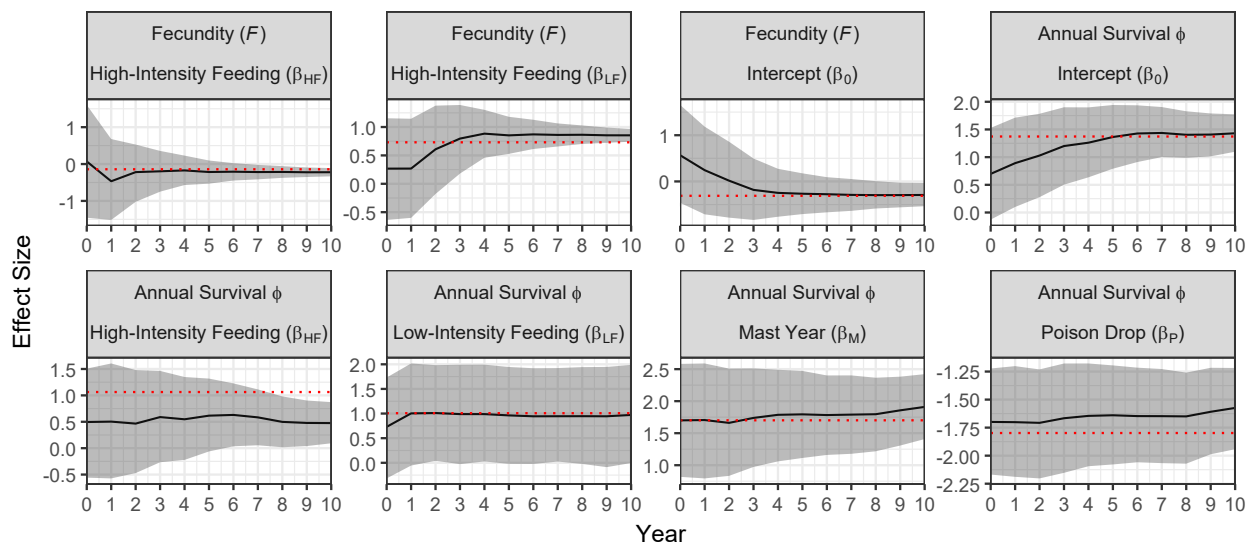 Fecundity (F)
High-Intensity Feeding (βHF)
Fecundity (F)
High-Intensity Feeding (βLF)
Fecundity (F)
Intercept (β0)
Annual Survival ϕ
Intercept (β0)
1
0
-1
0 1 2 3 4 5 6 7 8 9 10
1.0
0.5
0.0
-0.5
0 1 2 3 4 5 6 7 8 9 10
1
0
0 1 2 3 4 5 6 7 8 9 10
2.0
1.5
1.0
0.5
0.0
0 1 2 3 4 5 6 7 8 9 10
Effect Size
Annual Survival ϕ
High-Intensity Feeding (βHF)
Annual Survival ϕ
Low-Intensity Feeding (βLF)
Annual Survival ϕ
Mast Year (βM)
Annual Survival ϕ
Poison Drop (βP)
1.5
1.0
0.5
0.0
-0.5
0 1 2 3 4 5 6 7 8 9 10
2.0
1.5
1.0
0.5
0.0
0 1 2 3 4 5 6 7 8 9 10
2.5
2.0
1.5
1.0
0 1 2 3 4 5 6 7 8 9 10
-1.25
-1.50
-1.75
-2.00
-2.25
0 1 2 3 4 5 6 7 8 9 10
Year